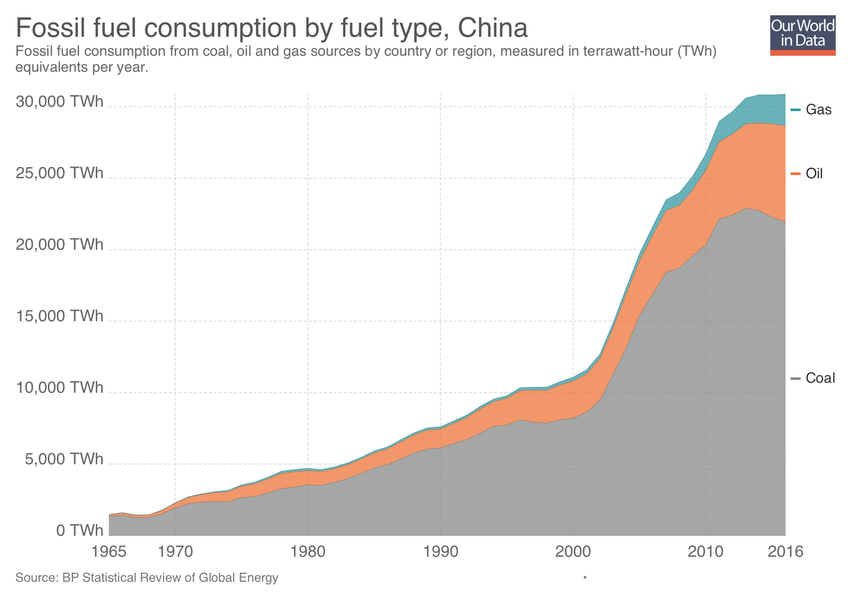 Fossil fuel consumption by fuel type, China
Our World
in Data
Fossil fuel consumption from coal, oil and gas sources by country or region, measured in terrawatt-hour (TWh)
equivalents per year.
30,000 TWh
Gas
25,000 TWh
Oil
20,000 TWh
15,000 TWh
10,000 TWh
Coal
5,000 TWh
0 TWh
1965 1970 1980 1990 2000 2010 2016
Source: BP Statistical Review of Global Energy